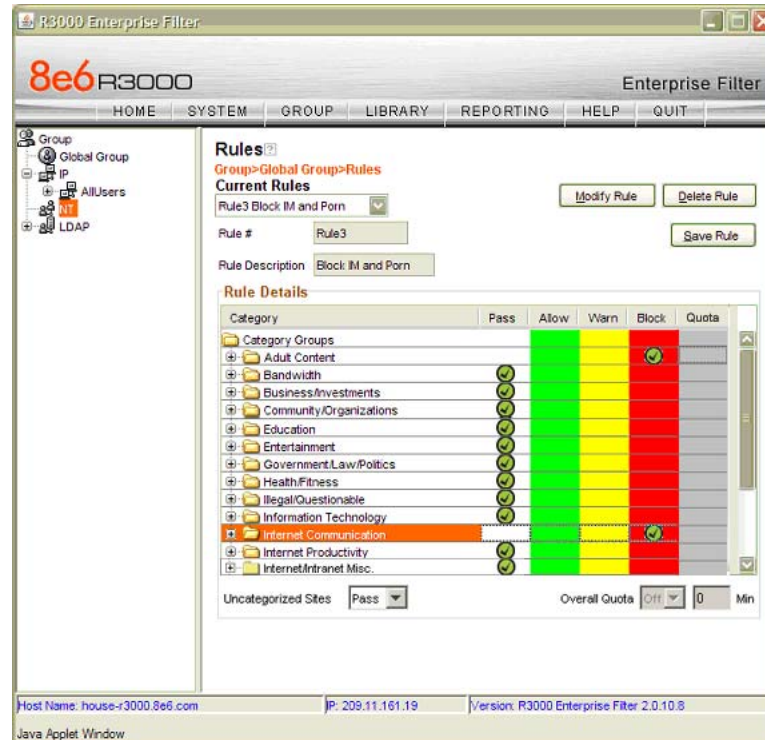 R3000 Enterprise Filter
8e6 R3000
Enterprise Filter
HOME SYSTEM GROUP LIBRARY REPORTING HELP QUIT
Group
Global Group
IP
AllUsers
NT
LDAP
Rules ?
Group>Global Group>Rules
Current Rules
Rule3 Block IM and Porn
Modify Rule Delete Rule
Rule # Rule3
Save Rule
Rule Description Block IM and Porn
Rule Details
Category Pass Allow Warn Block Quota
Category Groups
Adult Content
Bandwidth
Business/Investments
Community/Organizations
Education
Entertainment
Government/Law/Politics
Health/Fitness
Illegal/Questionable
Information Technology
Internet Communication
Internet Productivity
Internet/Intranet Misc.
Uncategorized Sites Pass Overall Quota Off 0 Min
Host Name: house-r3000.8e6.com IP: 209.11.161.19 Version: R3000 Enterprise Filter 2.0.10.8
Java Applet Window